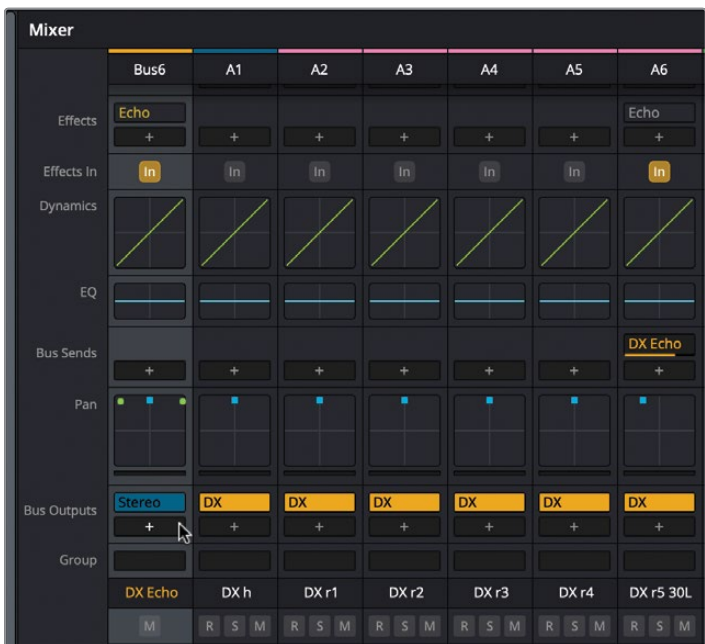 Mixer
Bus6 A1 A2 A3 A4 A5 A6
Effects Echo Echo
+ + + + + + +
Effects In In In In In In In In
Dynamics
EQ
Bus Sends DX Echo
+ + + + + + +
Pan
Bus Outputs Stereo DX DX DX DX DX DX
+ + + + + + +
Group
DX Echo DX h DX r1 DX r2 DX r3 DX r4 DX r5 30L
M R S M R S M R S M R S M R S M R S M